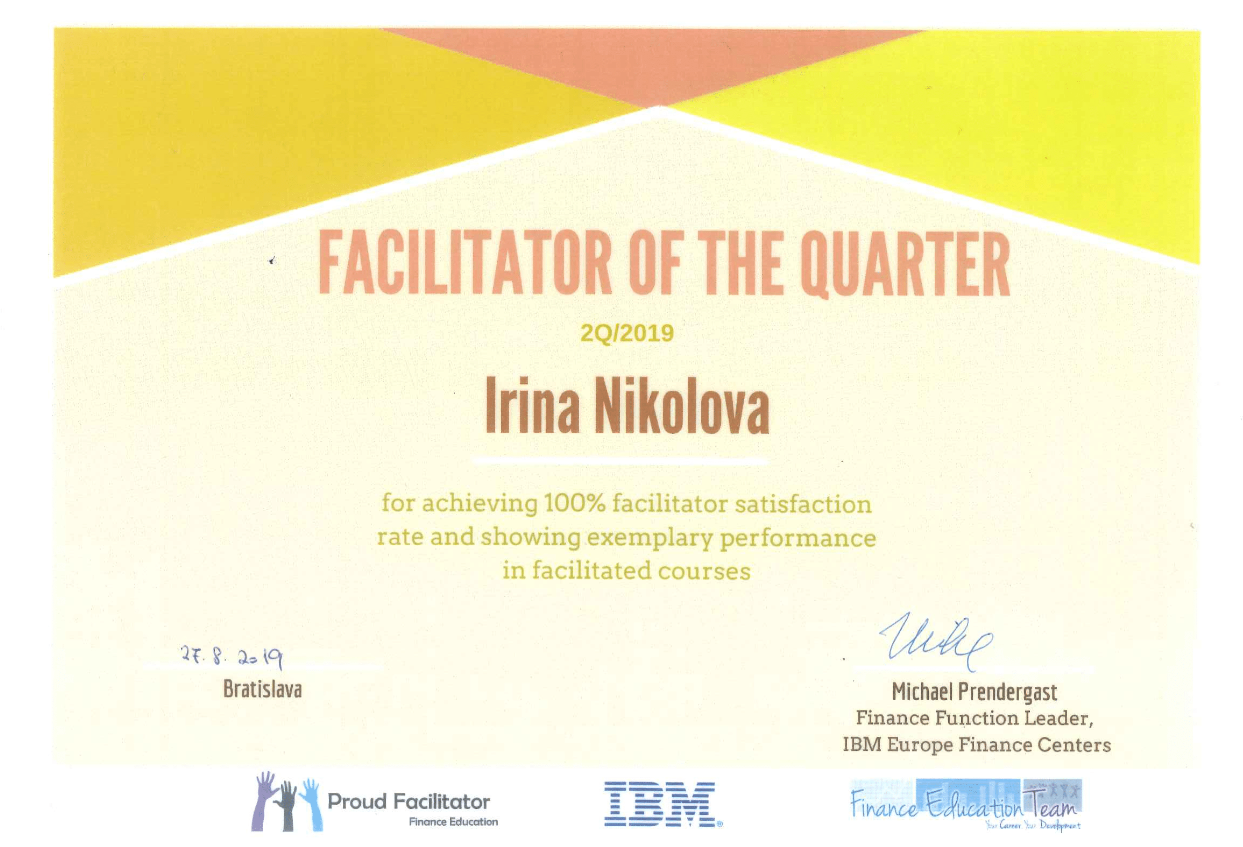 FACILITATOR OF THE QUARTER
2Q/2019
Irina Nikolova
for achieving 100% facilitator satisfaction
rate and showing exemplary performance
in facilitated courses
27. 8. 2019
Bratislava
Michael Prendergast
Finance Function Leader,
IBM Europe Finance Centers
Proud Facilitator
Finance Education
IBM®
Finance Education Team
Your Career Your Development